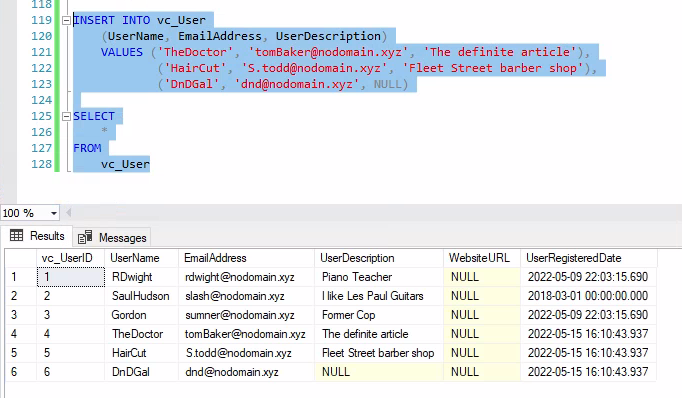 118
119 INSERT INTO vc_User
120 (UserName, EmailAddress, UserDescription)
121 VALUES ('TheDoctor', 'tomBaker@nodomain.xyz', 'The definite article'),
122 ('HairCut', 'S.todd@nodomain.xyz', 'Fleet Street barber shop'),
123 ('DnDGal', 'dnd@nodomain.xyz', NULL)
124
125 SELECT
126 *
127 FROM
128 vc_User
100 %
Results Messages
vc_UserID UserName EmailAddress UserDescription WebsiteURL UserRegisteredDate
1 1 RDwight rdwight@nodomain.xyz Piano Teacher NULL 2022-05-09 22:03:15.690
2 2 SaulHudson slash@nodomain.xyz I like Les Paul Guitars NULL 2018-03-01 00:00:00.000
3 3 Gordon sumner@nodomain.xyz Former Cop NULL 2022-05-09 22:03:15.690
4 4 TheDoctor tomBaker@nodomain.xyz The definite article NULL 2022-05-15 16:10:43.937
5 5 HairCut S.todd@nodomain.xyz Fleet Street barber shop NULL 2022-05-15 16:10:43.937
6 6 DnDGal dnd@nodomain.xyz NULL NULL 2022-05-15 16:10:43.937